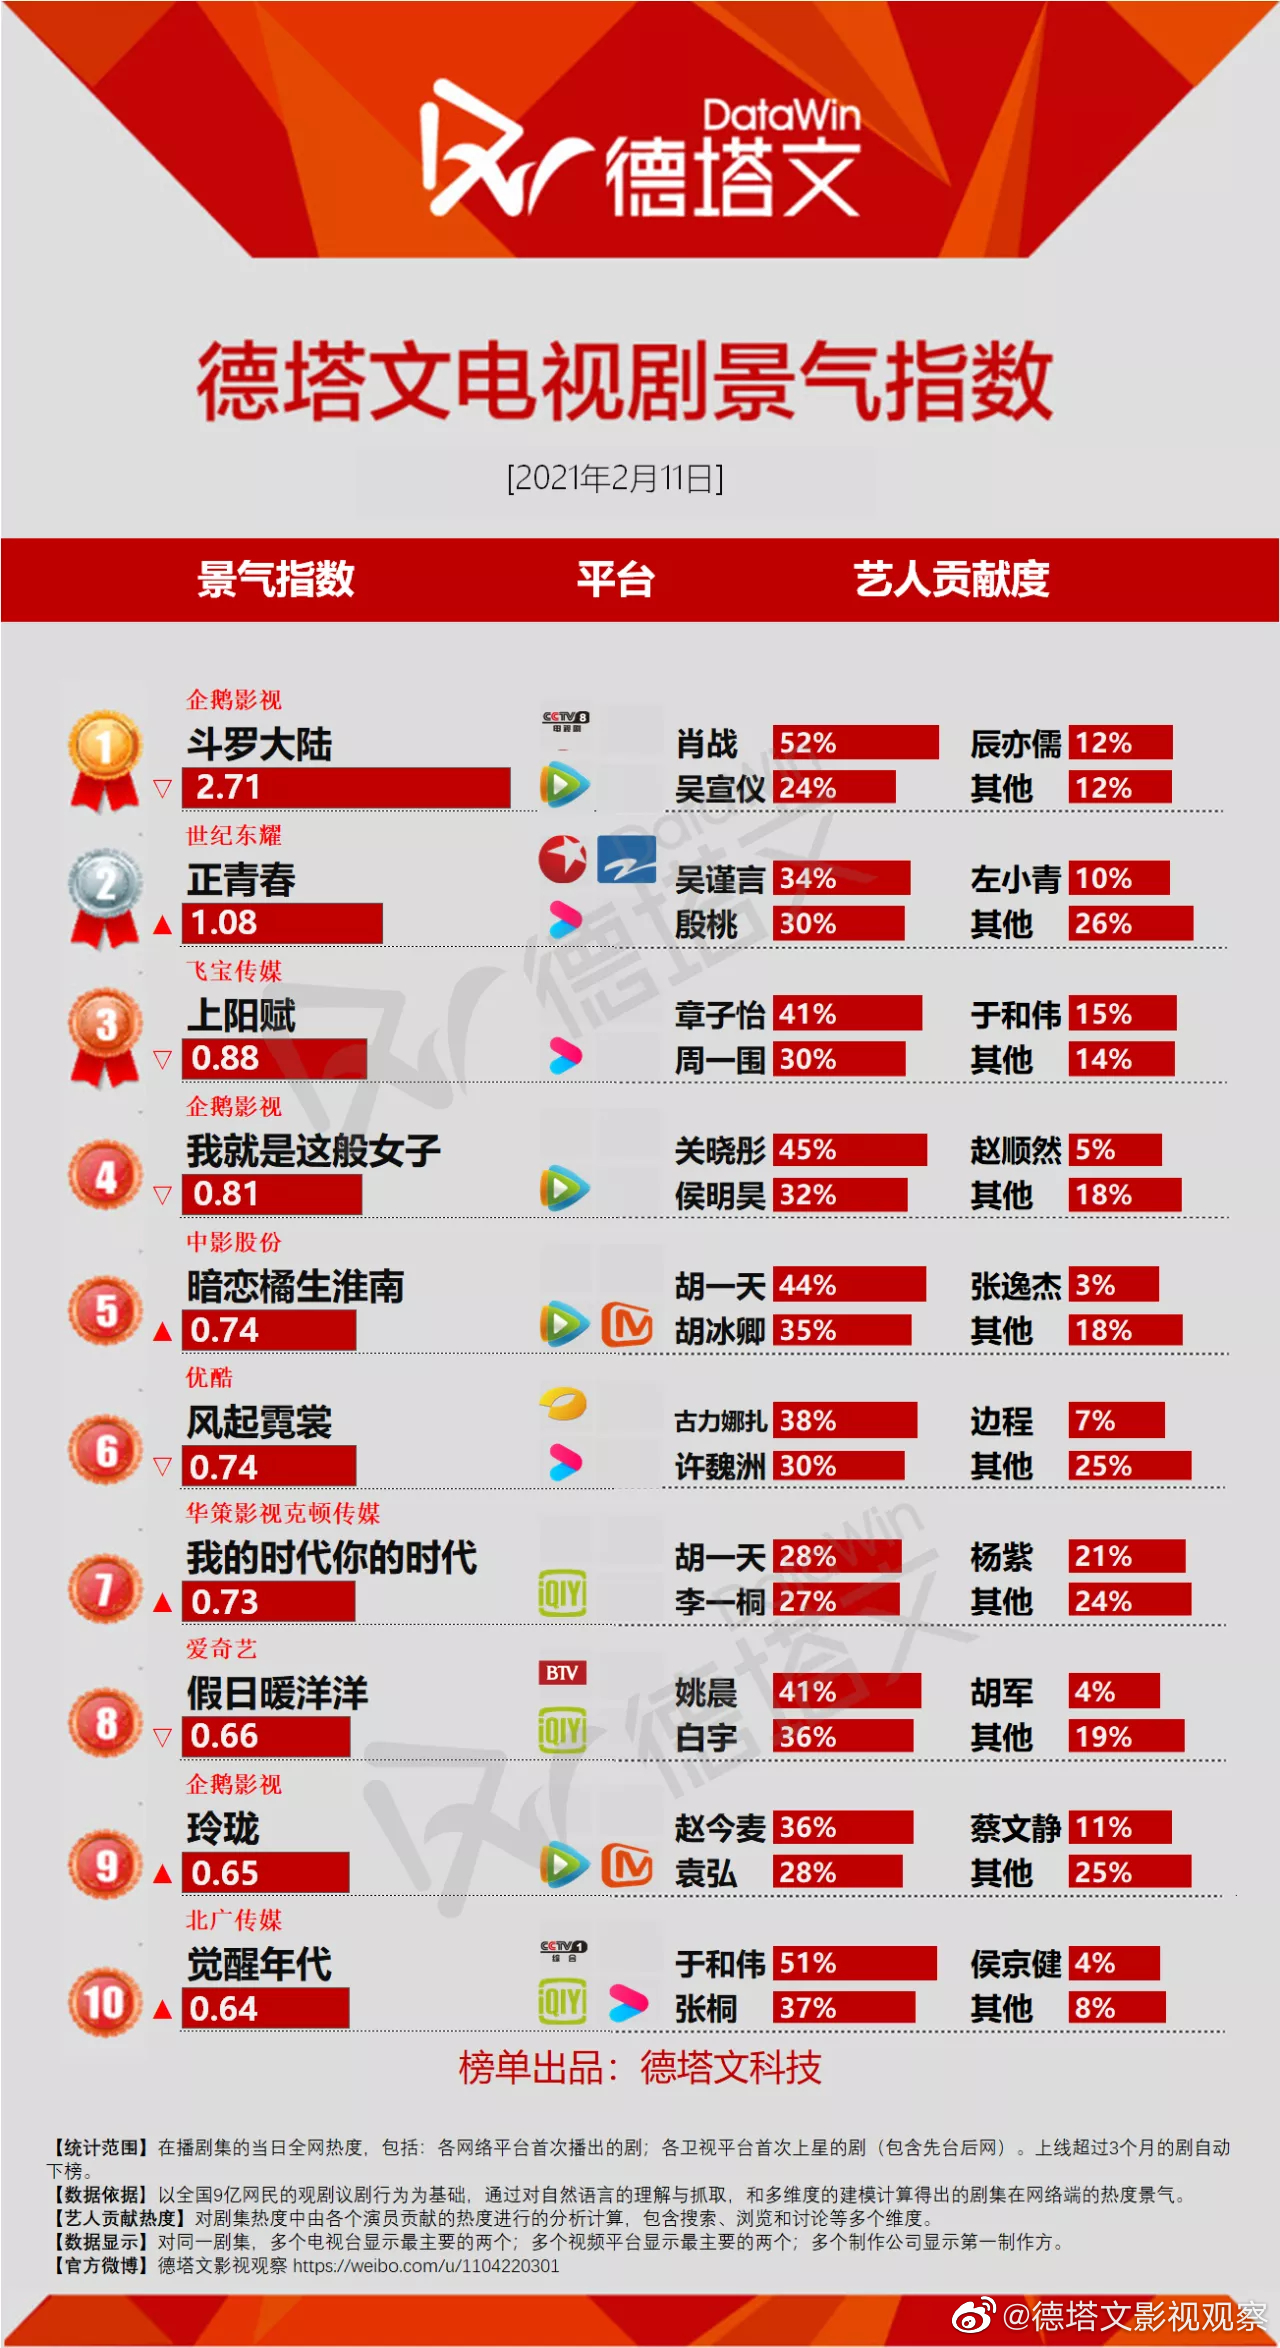 DataWin
德塔文
德塔文电视剧景气指数
[2021年2月11日]
景气指数 平台 艺人贡献度
企鹅影视
1 斗罗大陆 CCTV 8 电视剧 肖战 52% 辰亦儒 12%
▽ 2.71 吴宣仪 24% 其他 12%
世纪东耀
2 正青春 吴谨言 34% 左小青 10%
▲ 1.08 殷桃 30% 其他 26%
飞宝传媒
3 上阳赋 章子怡 41% 于和伟 15%
▽ 0.88 周一围 30% 其他 14%
企鹅影视
4 我就是这般女子 关晓彤 45% 赵顺然 5%
▽ 0.81 侯明昊 32% 其他 18%
中影股份
5 暗恋橘生淮南 胡一天 44% 张逸杰 3%
▲ 0.74 胡冰卿 35% 其他 18%
优酷
6 风起霓裳 古力娜扎 38% 边程 7%
▽ 0.74 许魏洲 30% 其他 25%
华策影视克顿传媒
7 我的时代你的时代 胡一天 28% 杨紫 21%
▲ 0.73 iQIYI 李一桐 27% 其他 24%
爱奇艺
8 假日暖洋洋 BTV 姚晨 41% 胡军 4%
▽ 0.66 iQIYI 白宇 36% 其他 19%
企鹅影视
9 玲珑 赵今麦 36% 蔡文静 11%
▲ 0.65 袁弘 28% 其他 25%
北广传媒
10 觉醒年代 CCTV 1 综合 于和伟 51% 侯京健 4%
▲ 0.64 iQIYI 张桐 37% 其他 8%
榜单出品：德塔文科技
【统计范围】在播剧集的当日全网热度，包括：各网络平台首次播出的剧；各卫视平台首次上星的剧（包含先台后网）。上线超过3个月的剧自动
下榜。
【数据依据】以全国9亿网民的观剧议剧行为为基础，通过对自然语言的理解与抓取，和多维度的建模计算得出的剧集在网络端的热度景气。
【艺人贡献热度】对剧集热度中由各个演员贡献的热度进行的分析计算，包含搜索、浏览和讨论等多个维度。
【数据显示】对同一剧集，多个电视台显示最主要的两个；多个视频平台显示最主要的两个；多个制作公司显示第一制作方。
【官方微博】德塔文影视观察 https://weibo.com/u/1104220301
@德塔文影视观察